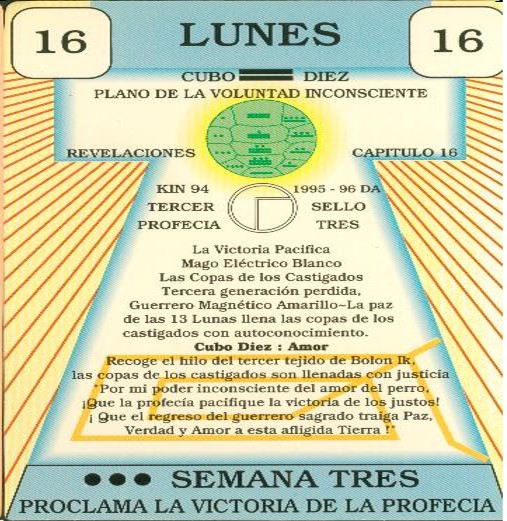 16 LUNES 16
CUBO DIEZ
PLANO DE LA VOLUNTAD INCONSCIENTE
REVELACIONES CAPITULO 16
KIN 94 1995 - 96 DA
TERCER SELLO
PROFECIA TRES
La Victoria Pacifica
Mago Eléctrico Blanco
Las Copas de los Castigados
Tercera generación perdida,
Guerrero Magnético Amarillo~La paz
de las 13 Lunas llena las copas de los
castigados con autoconocimiento.
Cubo Diez : Amor
Recoge el hilo del tercer tejido de Bolon Ik,
las copas de los castigados son llenadas con justicia
"Por mi poder inconsciente del amor del perro,
¡Que la profecía pacifique la victoria de los justos!
¡ Que el regreso del guerrero sagrado traiga Paz,
Verdad y Amor a esta afligida Tierra !"
SEMANA TRES
PROCLAMA LA VICTORIA DE LA PROFECIA